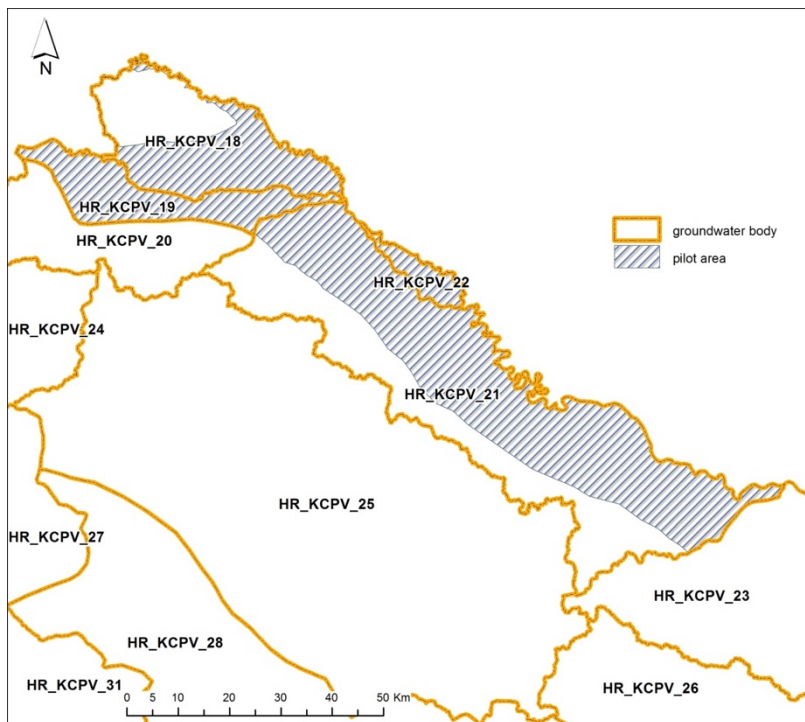 N
HR_KCPV_18
HR_KCPV_19
HR_KCPV_20
groundwater body
pilot area
HR_KCPV_22
HR_KCPV_24
HR_KCPV_21
HR_KCPV_25
HR_KCPV_27
HR_KCPV_23
HR_KCPV_28
HR_KCPV_31
HR_KCPV_26
0 5 10 20 30 40 50 Km